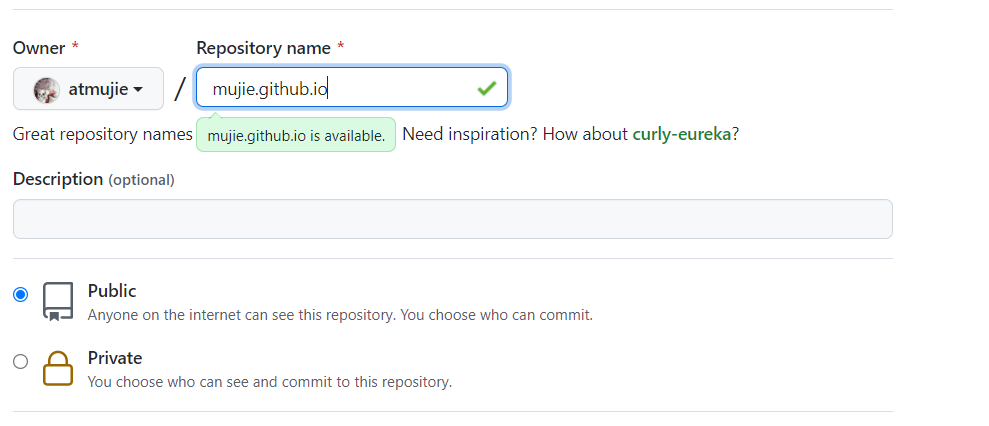 Owner * Repository name *
atmujie / mujie.github.io
Great repository names mujie.github.io is available. Need inspiration? How about curly-eureka?
Description (optional)
Public
Anyone on the internet can see this repository. You choose who can commit.
Private
You choose who can see and commit to this repository.